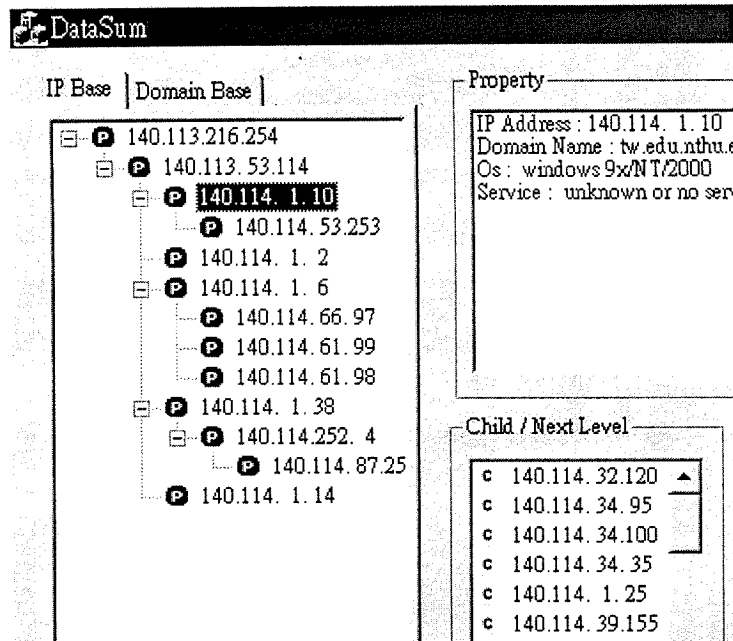 DataSum
IP Base
Domain Base
140.113.216.254
140.113. 53.114
140.114. 1. 10
140.114. 53.253
140.114. 1. 2
140.114. 1. 6
140.114. 66. 97
140.114. 61. 99
140.114. 61. 98
140.114. 1. 38
140.114.252. 4
140.114. 87.25
140.114. 1. 14
Property
IP Address : 140.114. 1. 10
Domain Name : tw.edu.nthu.e
Os : windows 9x/NT/2000
Service : unknown or no serv
Child / Next Level
c 140.114. 32.120
c 140.114. 34. 95
c 140.114. 34.100
c 140.114. 34. 35
c 140.114. 1. 25
c 140.114. 39.155